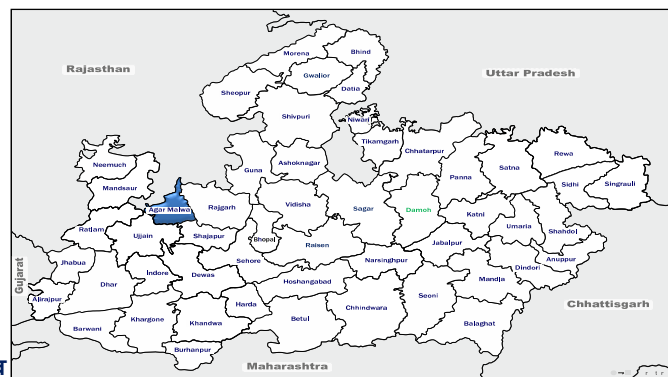 Morena
Bhind
Rajasthan
Gwalior
Uttar Pradesh
Sheopur
Datia
Shivpuri
Niwari
Tikamgarh
Chhatarpur
Rewa
Neemuch
Guna
Ashoknagar
Panna
Satna
Mandsaur
Sidhi
Singrauli
Agar Malwa
Rajgarh
Vidisha
Sagar
Damoh
Katni
Ratlam
Ujjain
Shajapur
Bhopal
Raisen
Jabalpur
Umaria
Shahdol
Jhabua
Indore
Dewas
Sehore
Narsinghpur
Anuppur
Gujarat
Dhar
Hoshangabad
Mandla
Dindori
Alirajpur
Khargone
Khandwa
Harda
Betul
Chhindwara
Seoni
Chhattisgarh
Barwani
Balaghat
Burhanpur
Maharashtra